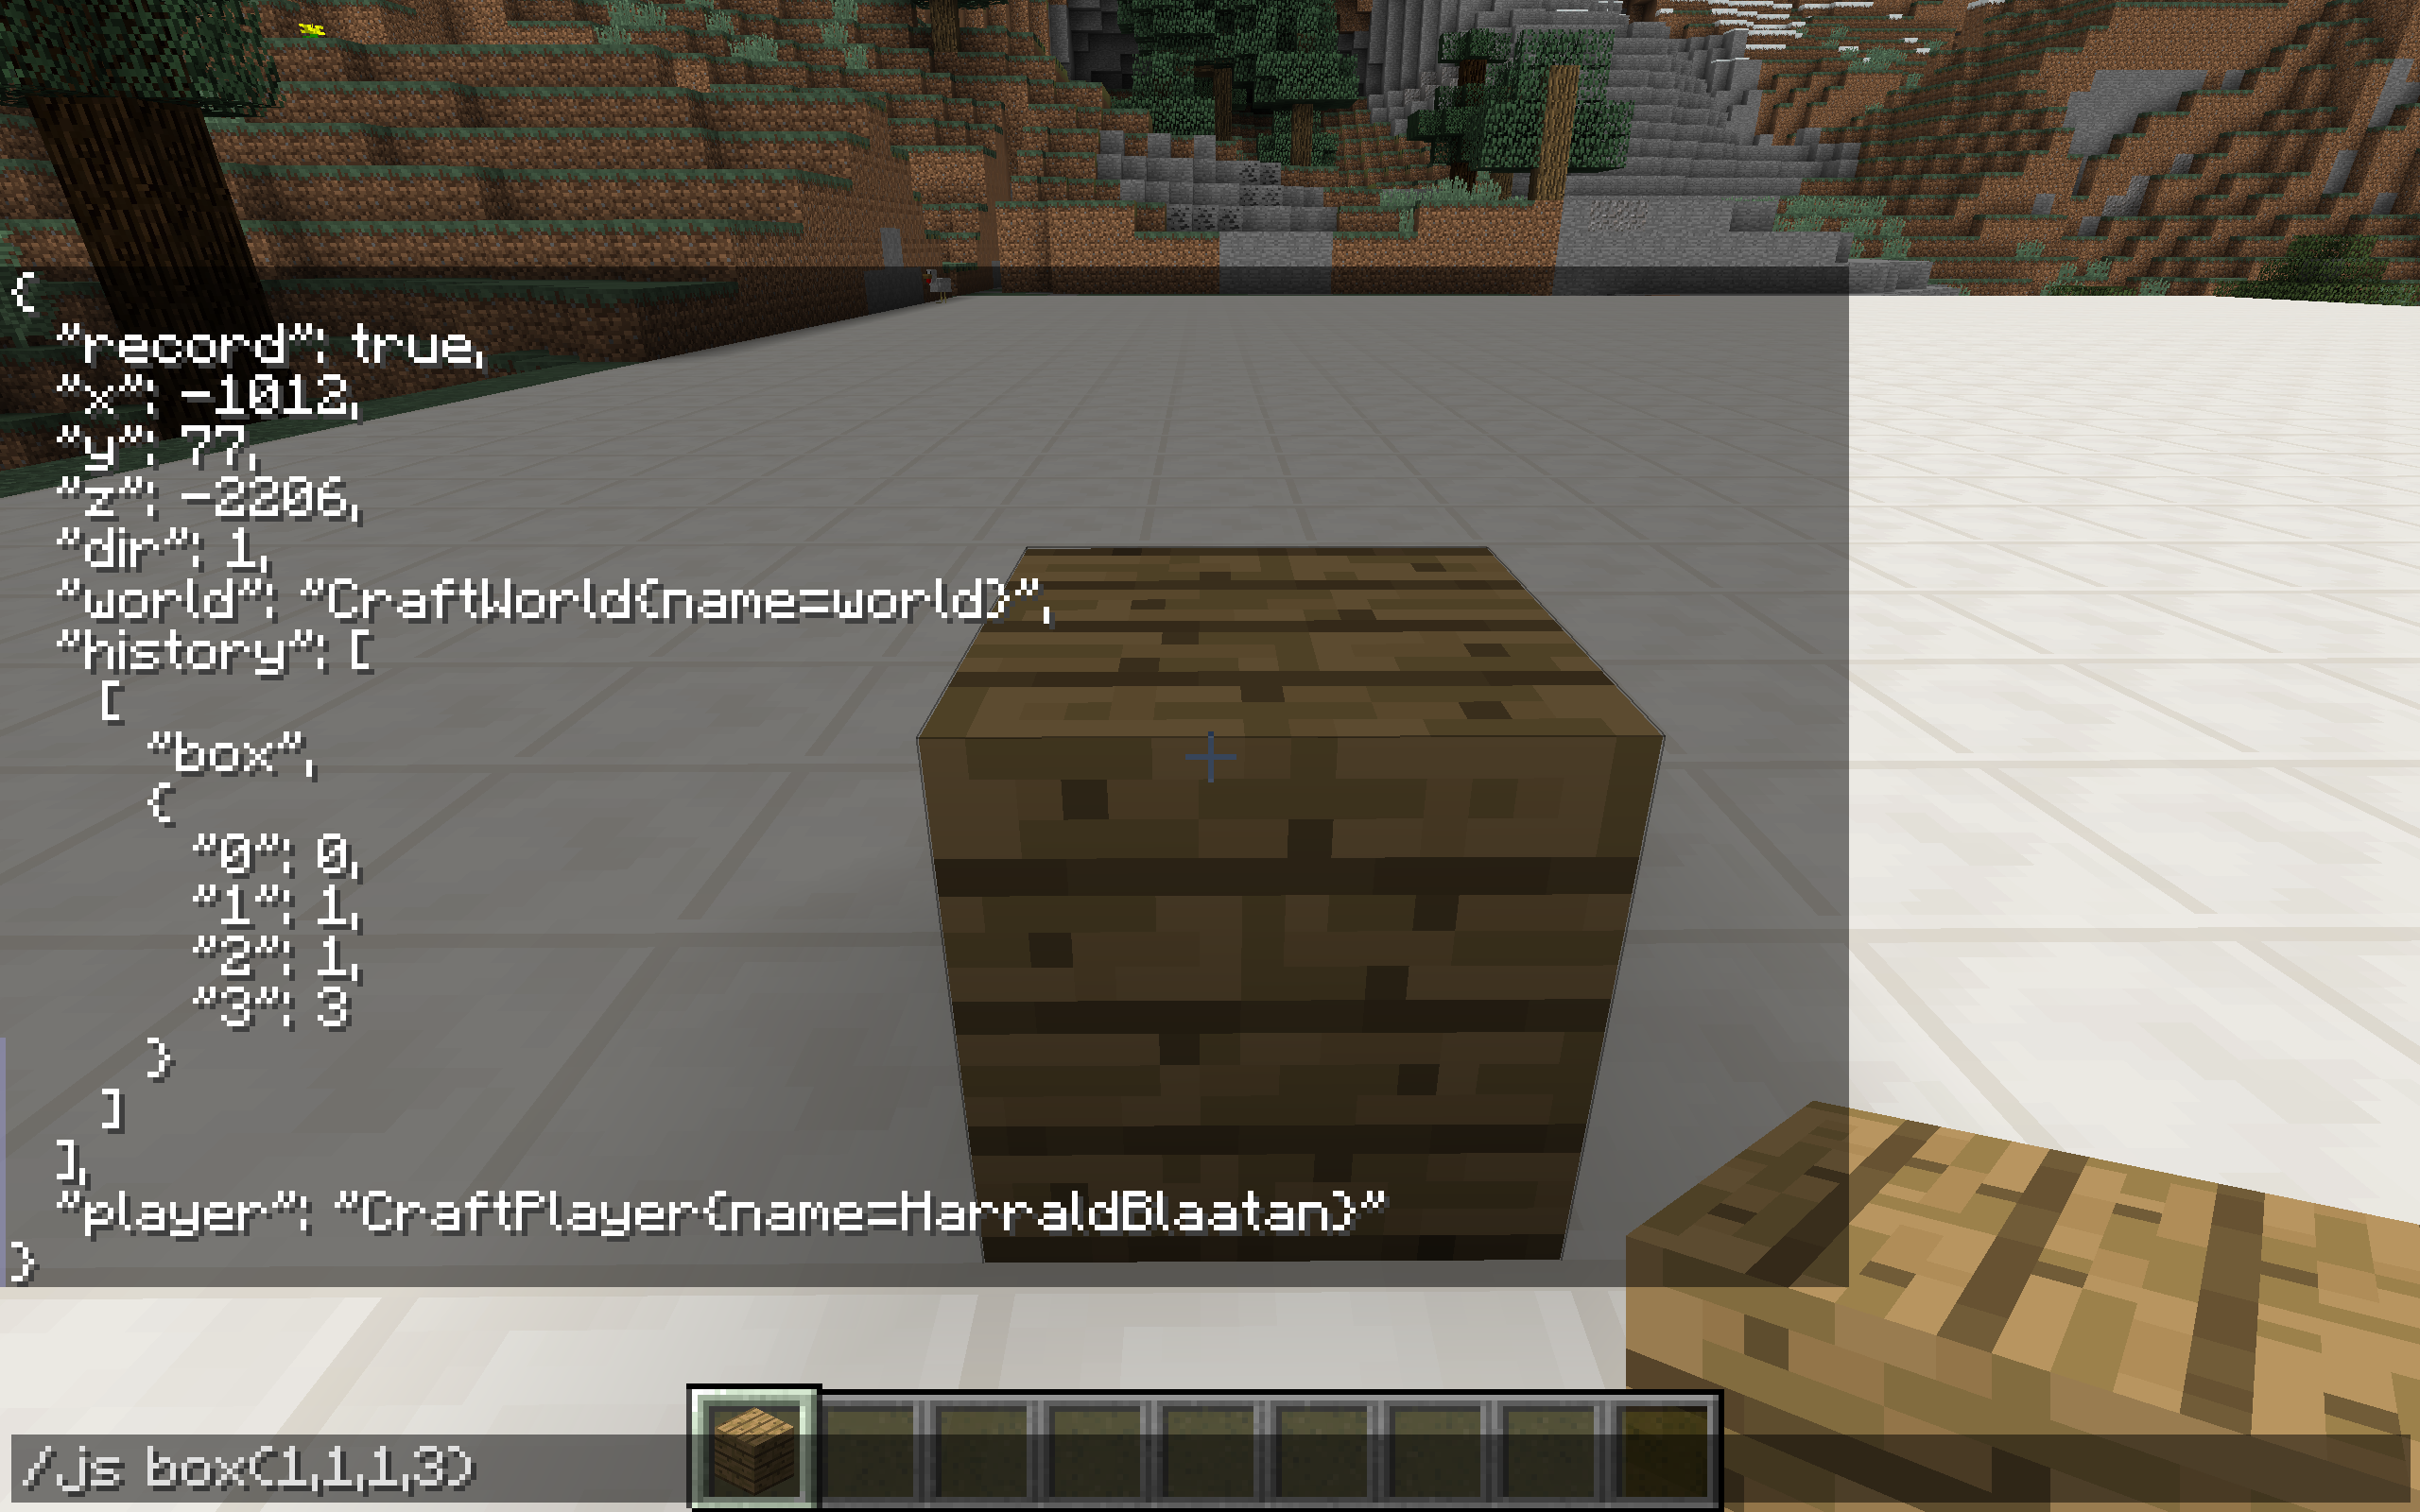 {
"record": true,
"x": -1012,
"y": 77,
"z": -2206,
"dir": 1,
"world": "CraftWorld{name=world}",
"history": [
[
"box",
{
"0": 0,
"1": 1,
"2": 1,
"3": 3
}
]
],
"player": "CraftPlayer{name=HarraldBlaatan}"
}
/js box(1,1,1,3)